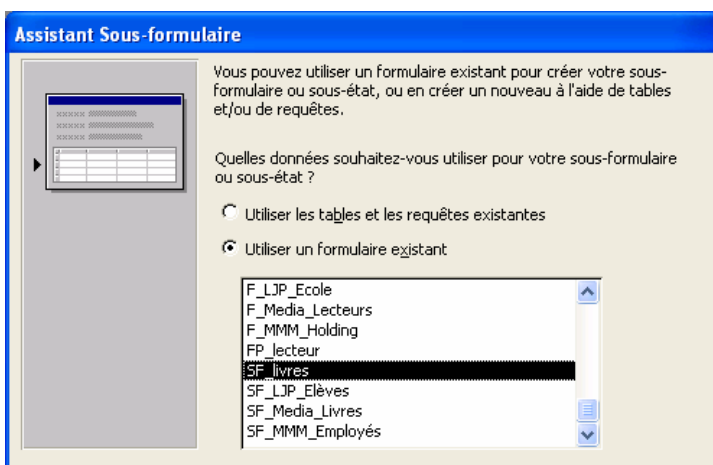 Assistant Sous-formulaire
Vous pouvez utiliser un formulaire existant pour créer votre sous-
formulaire ou sous-état, ou en créer un nouveau à l'aide de tables
et/ou de requêtes.
Quelles données souhaitez-vous utiliser pour votre sous-formulaire
ou sous-état ?
Utiliser les tables et les requêtes existantes
Utiliser un formulaire existant
F_LJP_Ecole
F_Media_Lecteurs
F_MMM_Holding
FP_lecteur
SF_livres
SF_LJP_Elèves
SF_Media_Livres
SF_MMM_Employés